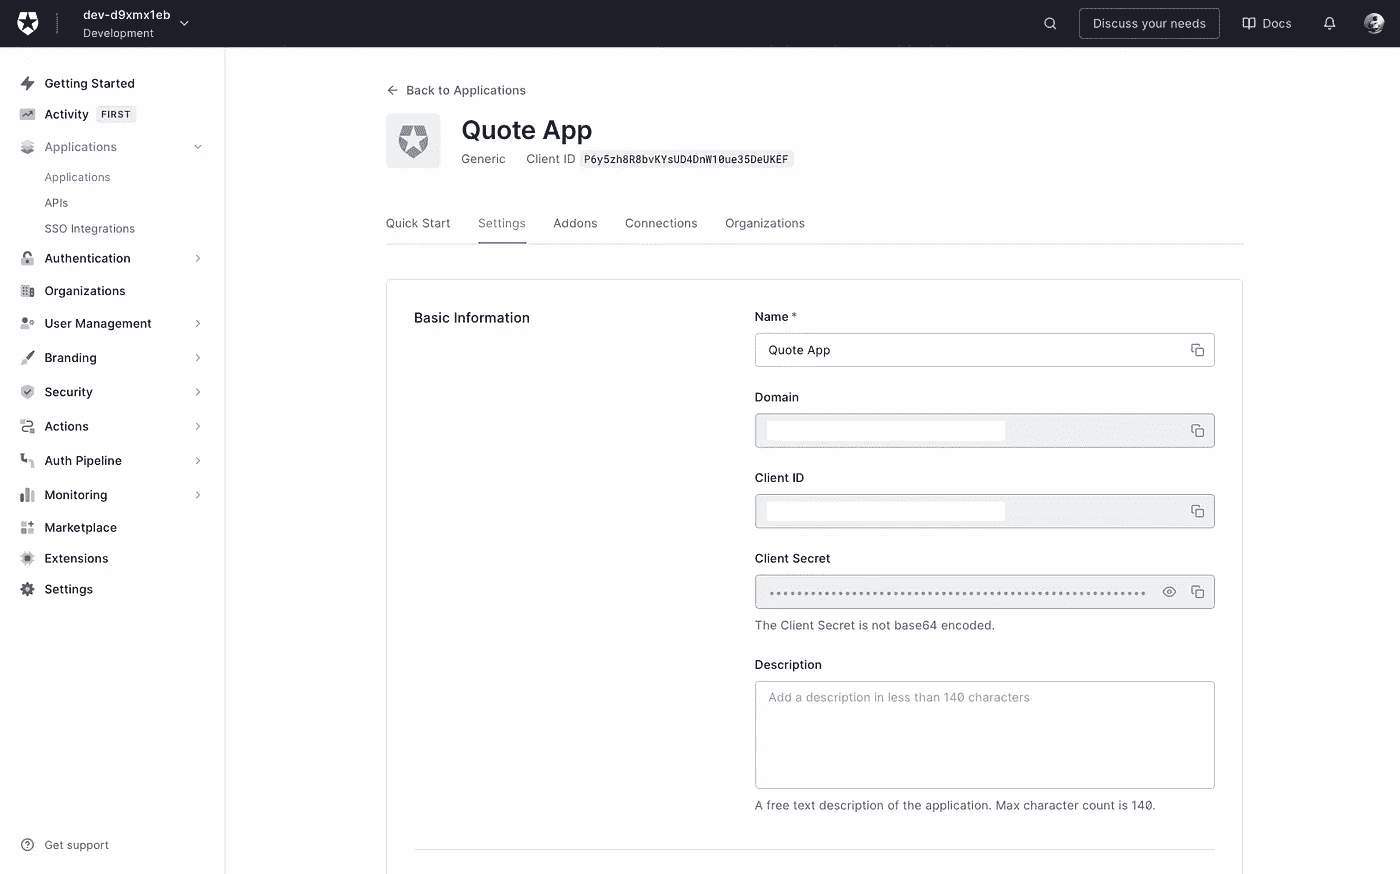 dev-d9xmx1eb
Development
Discuss your needs
Docs
Getting Started
Activity FIRST
Applications
Applications
APIs
SSO Integrations
Authentication
Organizations
User Management
Branding
Security
Actions
Auth Pipeline
Monitoring
Marketplace
Extensions
Settings
Get support
Back to Applications
Quote App
Generic Client ID P6y5zh8R8bvKYsUD4DnW10ue35DeUKEF
Quick Start Settings Addons Connections Organizations
Basic Information
Name *
Quote App
Domain
Client ID
Client Secret
The Client Secret is not base64 encoded.
Description
Add a description in less than 140 characters
A free text description of the application. Max character count is 140.